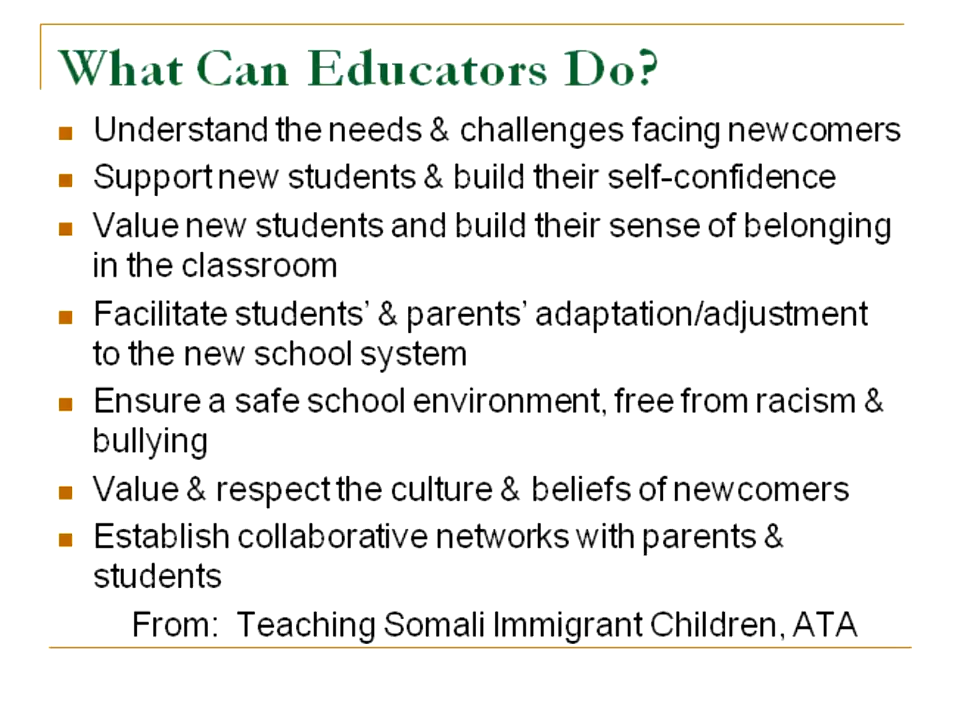 What Can Educators Do?
Understand the needs & challenges facing newcomers
Support new students & build their self-confidence
Value new students and build their sense of belonging
in the classroom
Facilitate students’ & parents’ adaptation/adjustment
to the new school system
Ensure a safe school environment, free from racism &
bullying
Value & respect the culture & beliefs of newcomers
Establish collaborative networks with parents &
students
From: Teaching Somali Immigrant Children, ATA